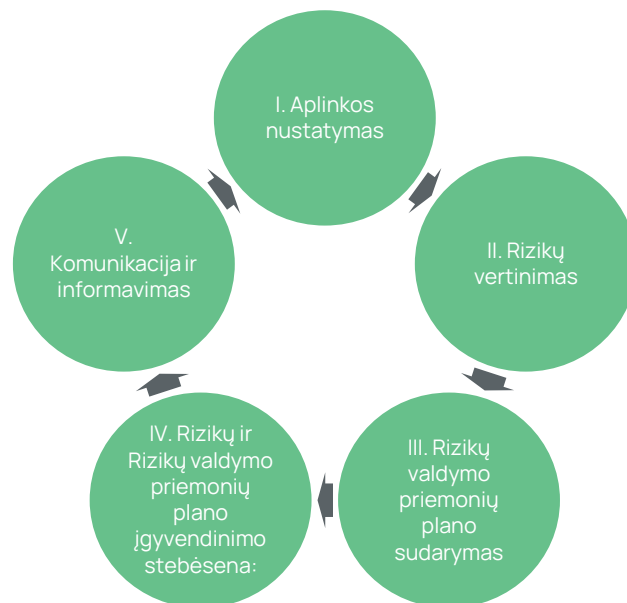 I. Aplinkos
nustatymas
II. Rizikų
vertinimas
III. Rizikų
valdymo
priemonių
plano
sudarymas
IV. Rizikų ir
Rizikų valdymo
priemonių
plano
įgyvendinimo
stebėsena:
V.
Komunikacija ir
informavimas